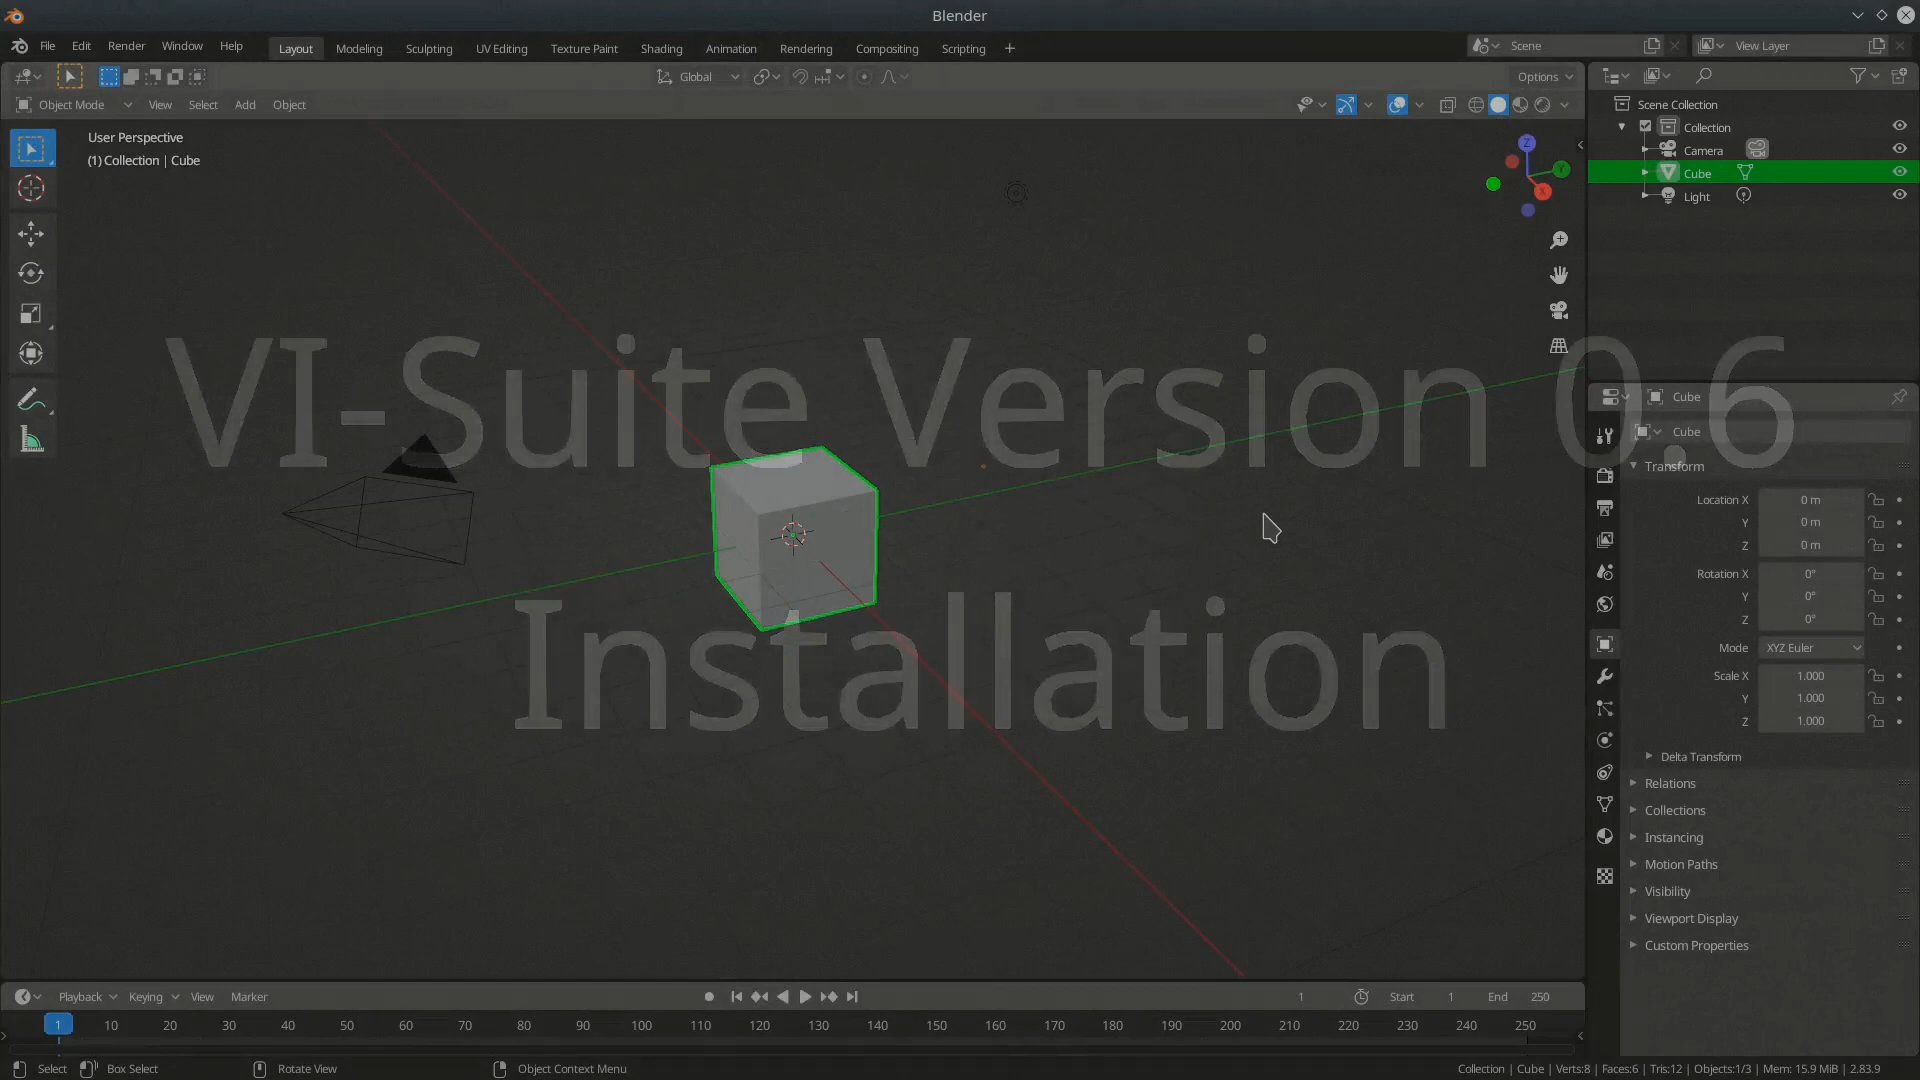 Blender
File Edit Render Window Help
Layout Modeling Sculpting UV Editing Texture Paint Shading Animation Rendering Compositing Scripting +
Scene
View Layer
Global
Options
Object Mode View Select Add Object
User Perspective
(1) Collection | Cube
Z
Y
X
Scene Collection
Collection
Camera
Cube
Light
VI-Suite Version 0.6
Installation
Cube
Cube
Transform
Location X 0 m
Y 0 m
Z 0 m
Rotation X 0°
Y 0°
Z 0°
Mode XYZ Euler
Scale X 1.000
Y 1.000
Z 1.000
Delta Transform
Relations
Collections
Instancing
Motion Paths
Visibility
Viewport Display
Custom Properties
Playback Keying View Marker
1 Start 1 End 250
1 10 20 30 40 50 60 70 80 90 100 110 120 130 140 150 160 170 180 190 200 210 220 230 240 250
Select Box Select Rotate View Object Context Menu
Collection | Cube | Verts:8 | Faces:6 | Tris:12 | Objects:1/3 | Mem: 15.9 MiB | 2.83.9